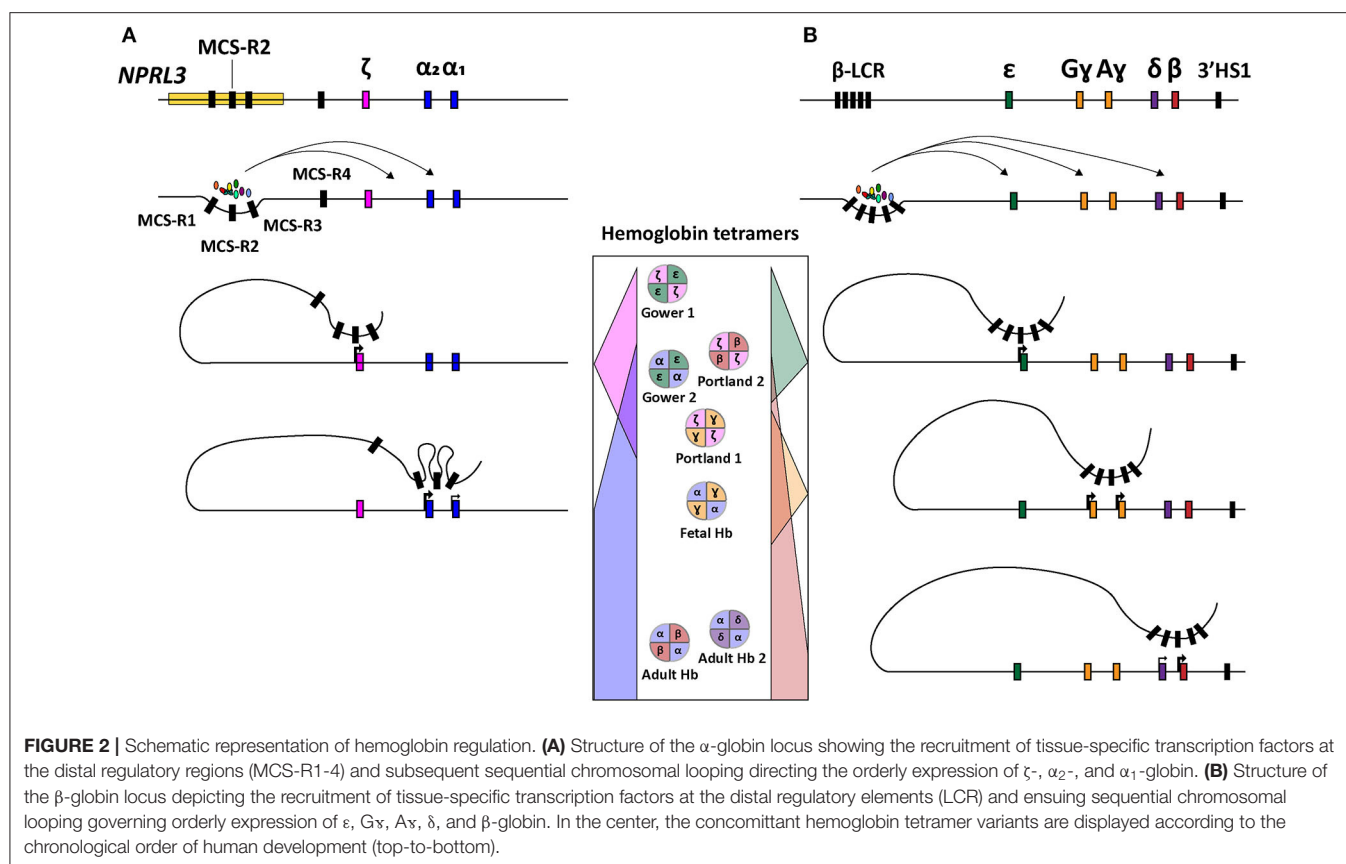 A
MCS-R2
NPRL3
ζ
α₂ α₁
MCS-R4
MCS-R1
MCS-R3
MCS-R2
B
β-LCR
ε
Gɣ Aɣ
δ β
3'HS1
Hemoglobin tetramers
ζ ε
ε ζ
Gower 1
ζ β
β ζ
Portland 2
α ε
ε α
Gower 2
ζ ɣ
ɣ ζ
Portland 1
α ɣ
ɣ α
Fetal Hb
α δ
δ α
Adult Hb 2
α β
β α
Adult Hb
FIGURE 2 | Schematic representation of hemoglobin regulation. (A) Structure of the α-globin locus showing the recruitment of tissue-specific transcription factors at
the distal regulatory regions (MCS-R1-4) and subsequent sequential chromosomal looping directing the orderly expression of ζ-, α₂-, and α₁-globin. (B) Structure of
the β-globin locus depicting the recruitment of tissue-specific transcription factors at the distal regulatory elements (LCR) and ensuing sequential chromosomal
looping governing orderly expression of ε, Gɤ, Aɤ, δ, and β-globin. In the center, the concomittant hemoglobin tetramer variants are displayed according to the
chronological order of human development (top-to-bottom).